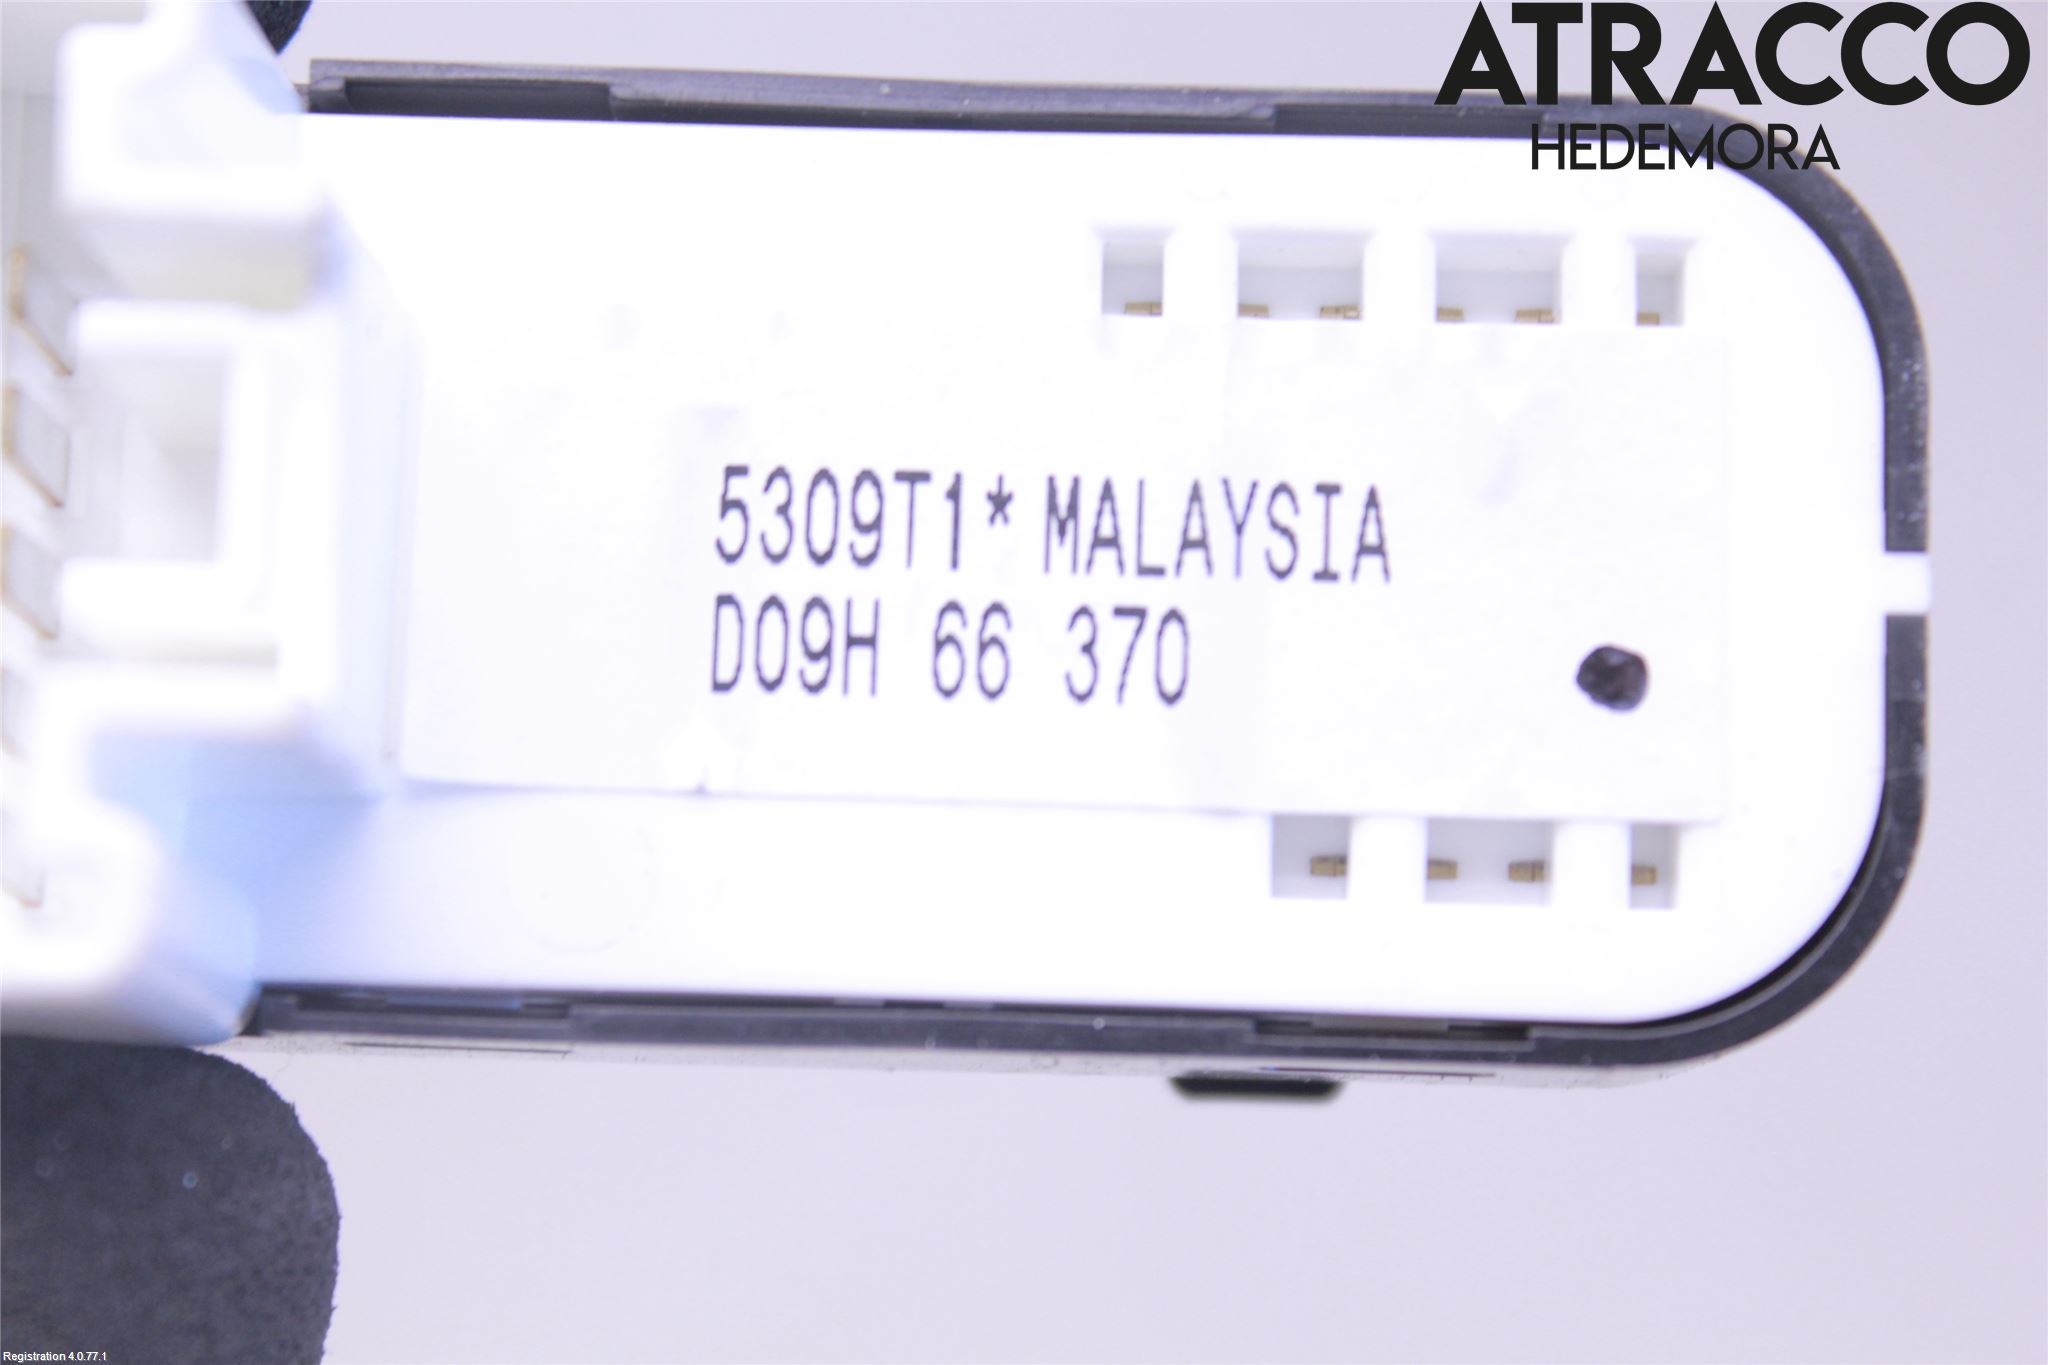 ATRACCO
HEDEMORA
5309T1* MALAYSIA
D09H 66 370
Registration 4.0.77.1